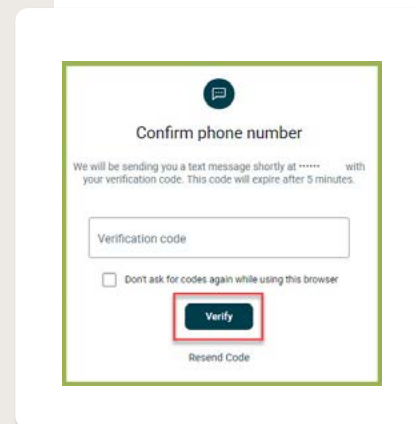 Confirm phone number
We will be sending you a text message shortly at ······ with
your verification code. This code will expire after 5 minutes.
Verification code
Don't ask for codes again while using this browser
Verify
Resend Code